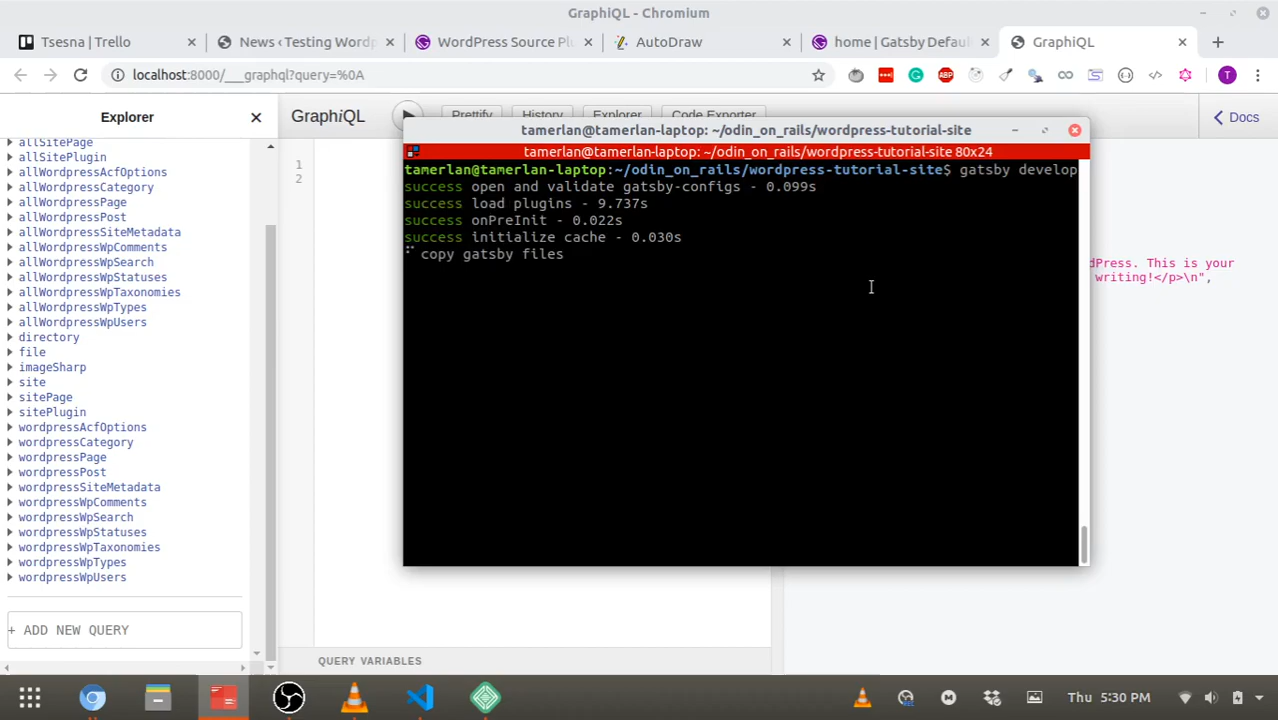 GraphiQL - Chromium
Tsesna | Trello
News ‹ Testing Wordp
WordPress Source Plu
AutoDraw
home | Gatsby Default
GraphiQL
localhost:8000/___graphql?query=%0A
ABP
T
Explorer
GraphiQL
Prettify
History
Explorer
Code Exporter
Docs
allSitePage
allSitePlugin
allWordpressAcfOptions
allWordpressCategory
allWordpressPage
allWordpressPost
allWordpressSiteMetadata
allWordpressWpComments
allWordpressWpSearch
allWordpressWpStatuses
allWordpressWpTaxonomies
allWordpressWpTypes
allWordpressWpUsers
directory
file
imageSharp
site
sitePage
sitePlugin
wordpressAcfOptions
wordpressCategory
wordpressPage
wordpressPost
wordpressSiteMetadata
wordpressWpComments
wordpressWpSearch
wordpressWpStatuses
wordpressWpTaxonomies
wordpressWpTypes
wordpressWpUsers
+ ADD NEW QUERY
1
2
tamerlan@tamerlan-laptop: ~/odin_on_rails/wordpress-tutorial-site
tamerlan@tamerlan-laptop: ~/odin_on_rails/wordpress-tutorial-site 80x24
tamerlan@tamerlan-laptop:~/odin_on_rails/wordpress-tutorial-site$ gatsby develop
success open and validate gatsby-configs - 0.099s
success load plugins - 9.737s
success onPreInit - 0.022s
success initialize cache - 0.030s
copy gatsby files
dPress. This is your
writing!</p>\n",
QUERY VARIABLES
Thu 5:30 PM